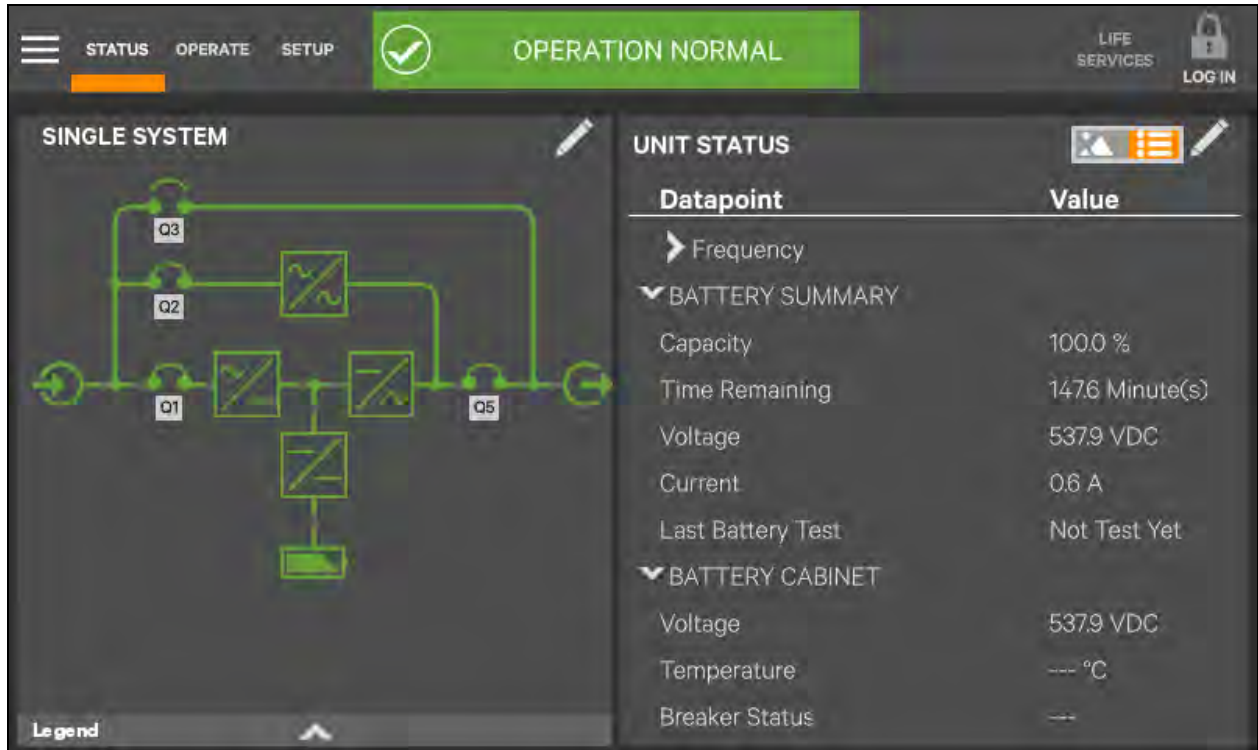 STATUS OPERATE SETUP OPERATION NORMAL LIFE
SERVICES
LOG IN
SINGLE SYSTEM
Q3
Q2
Q1 Q5
Legend
UNIT STATUS
Datapoint Value
Frequency
BATTERY SUMMARY
Capacity 100.0 %
Time Remaining 147.6 Minute(s)
Voltage 537.9 VDC
Current 0.6 A
Last Battery Test Not Test Yet
BATTERY CABINET
Voltage 537.9 VDC
Temperature --- °C
Breaker Status ---